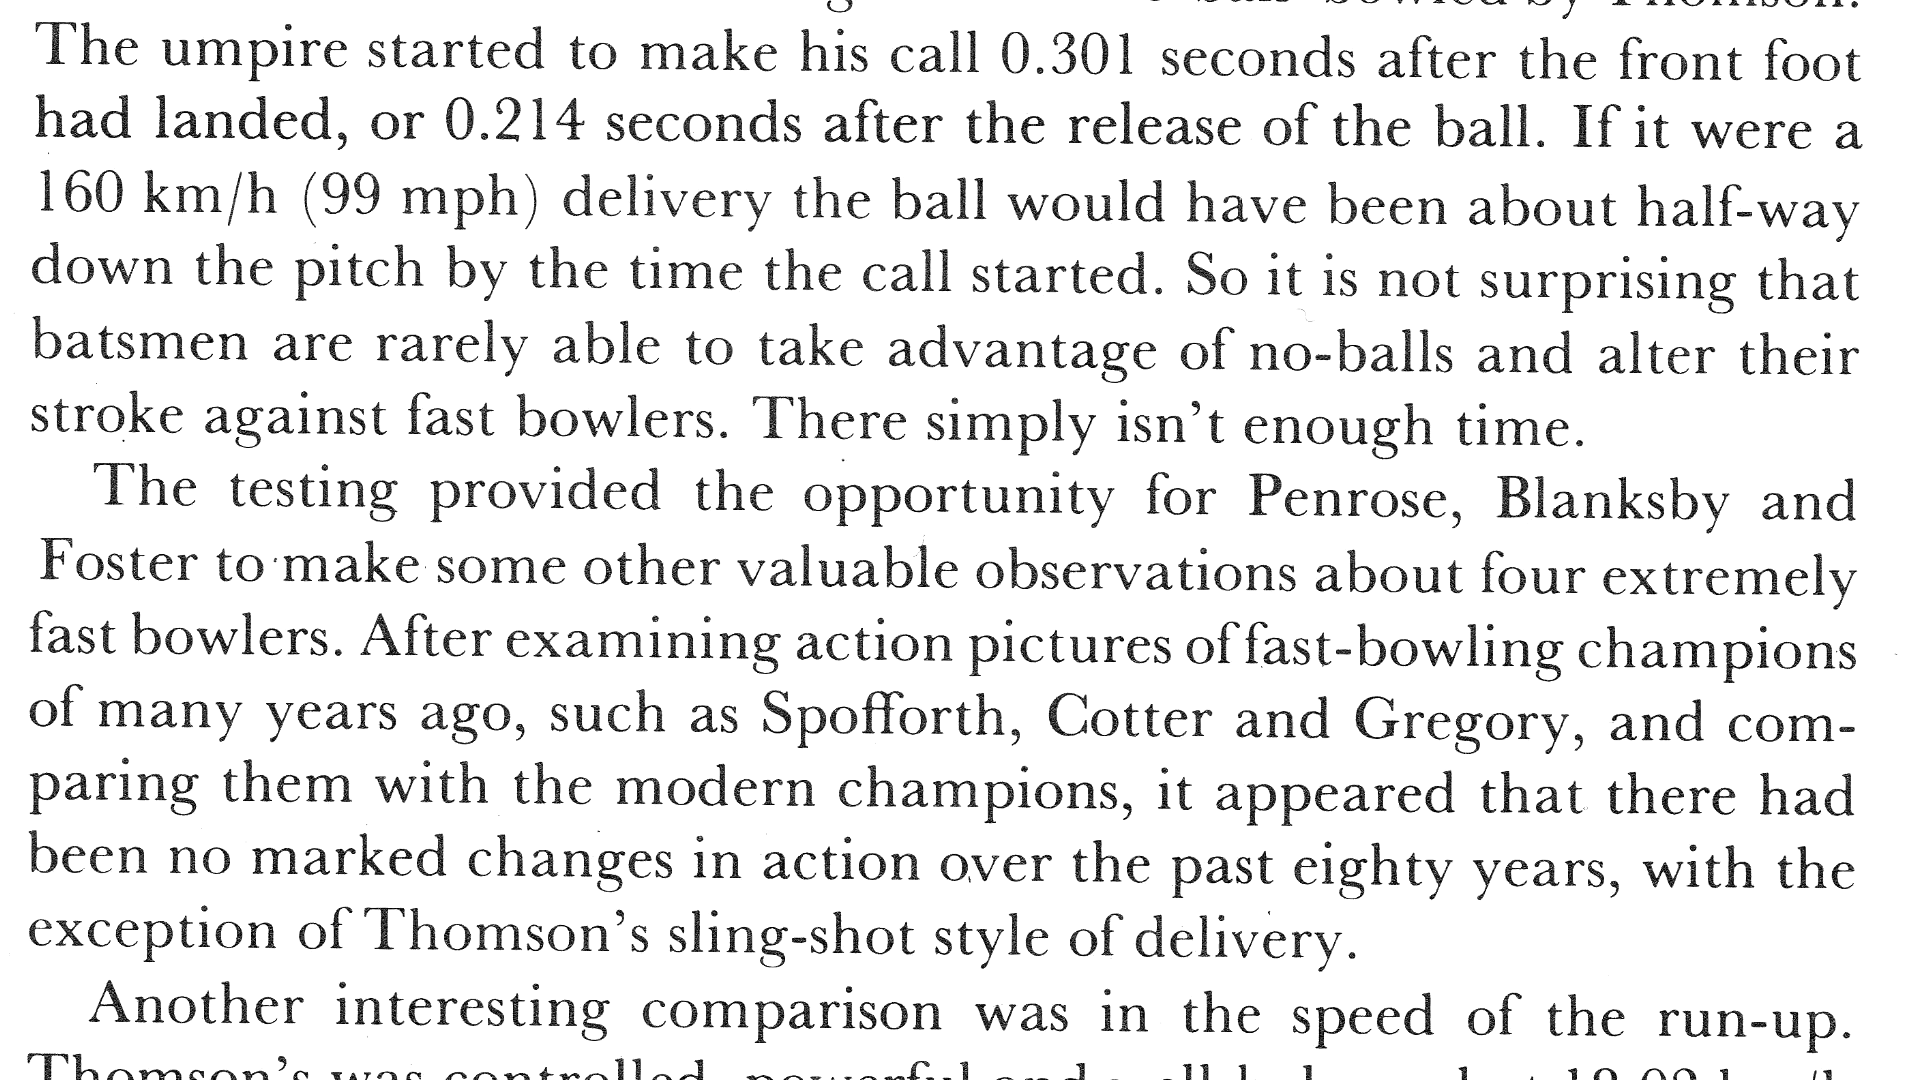 The umpire started to make his call 0.301 seconds after the front foot
had landed, or 0.214 seconds after the release of the ball. If it were a
160 km/h (99 mph) delivery the ball would have been about half-way
down the pitch by the time the call started. So it is not surprising that
batsmen are rarely able to take advantage of no-balls and alter their
stroke against fast bowlers. There simply isn't enough time.
The testing provided the opportunity for Penrose, Blanksby and
Foster to make some other valuable observations about four extremely
fast bowlers. After examining action pictures of fast-bowling champions
of many years ago, such as Spofforth, Cotter and Gregory, and com-
paring them with the modern champions, it appeared that there had
been no marked changes in action over the past eighty years, with the
exception of Thomson's sling-shot style of delivery.
Another interesting comparison was in the speed of the run-up.
Thomson's was controlled, powerful and